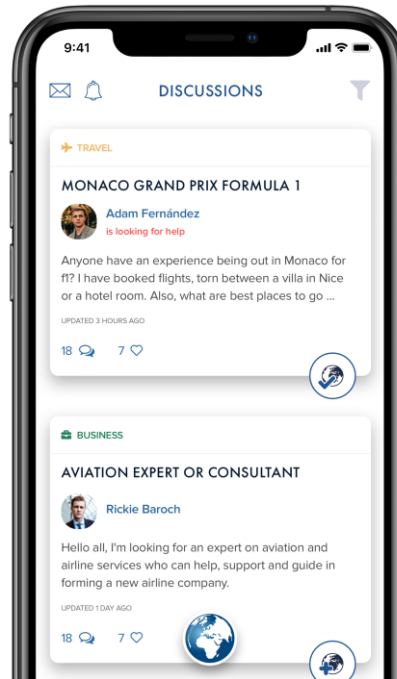 9:41
DISCUSSIONS
TRAVEL
MONACO GRAND PRIX FORMULA 1
Adam Fernández
is looking for help
Anyone have an experience being out in Monaco for
f1? I have booked flights, torn between a villa in Nice
or a hotel room. Also, what are best places to go ...
UPDATED 3 HOURS AGO
18 7
BUSINESS
AVIATION EXPERT OR CONSULTANT
Rickie Baroch
Hello all, I'm looking for an expert on aviation and
airline services who can help, support and guide in
forming a new airline company.
UPDATED 1 DAY AGO
18 7